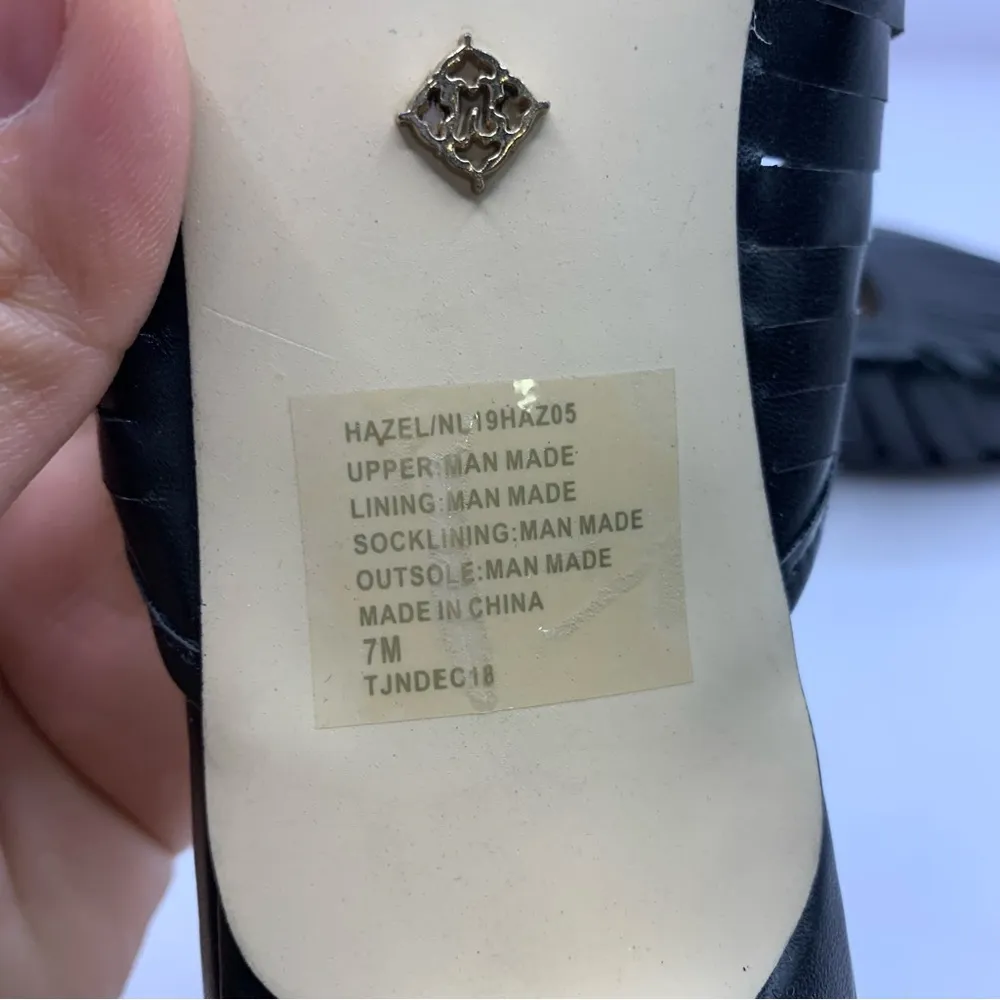 HAZEL/NL19HAZ05
UPPER:MAN MADE
LINING:MAN MADE
SOCKLINING:MAN MADE
OUTSOLE:MAN MADE
MADE IN CHINA
7M
TJNDEC18